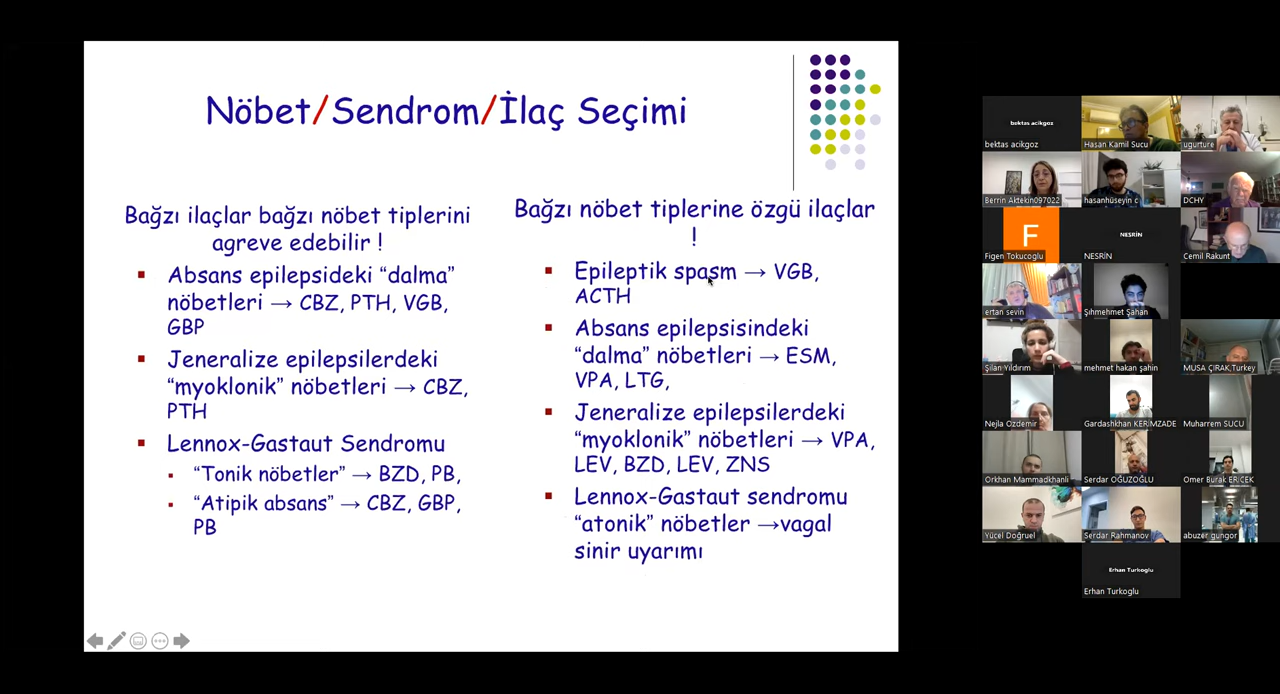 Nöbet/Sendrom/İlaç Seçimi
Bağzı ilaçlar bağzı nöbet tiplerini
agreve edebilir !
Absans epilepsideki “dalma”
nöbetleri → CBZ, PTH, VGB,
GBP
Jeneralize epilepsilerdeki
“myoklonik” nöbetleri → CBZ,
PTH
Lennox-Gastaut Sendromu
“Tonik nöbetler” → BZD, PB,
“Atipik absans” → CBZ, GBP,
PB
Bağzı nöbet tiplerine özgü ilaçlar
!
Epileptik spasm → VGB,
ACTH
Absans epilepsisindeki
“dalma” nöbetleri → ESM,
VPA, LTG,
Jeneralize epilepsilerdeki
“myoklonik” nöbetleri → VPA,
LEV, BZD, LEV, ZNS
Lennox-Gastaut sendromu
“atonik” nöbetler →vagal
sinir uyarımı
bektas acikgoz
bektas acikgoz
Hasan Kamil Sucu
ugurture
Berrin Aktekin097022
hasanhüseyin c
DCHY
F
Figen Tokucoglu
NESRİN
NESRİN
Cemil Rakunt
ertan sevin
Şıhmehmet Şahan
Şilan Yıldırım
mehmet hakan şahin
MUSA ÇIRAK,Turkey
Nejla Ozdemir
Gardashkhan KERİMZADE
Muharrem SUCU
Orkhan Mammadkhanli
Serdar OĞUZOĞLU
Omer Burak ERİCEK
Yücel Doğruel
Serdar Rahmanov
abuzer gungor
Erhan Turkoglu
Erhan Turkoglu